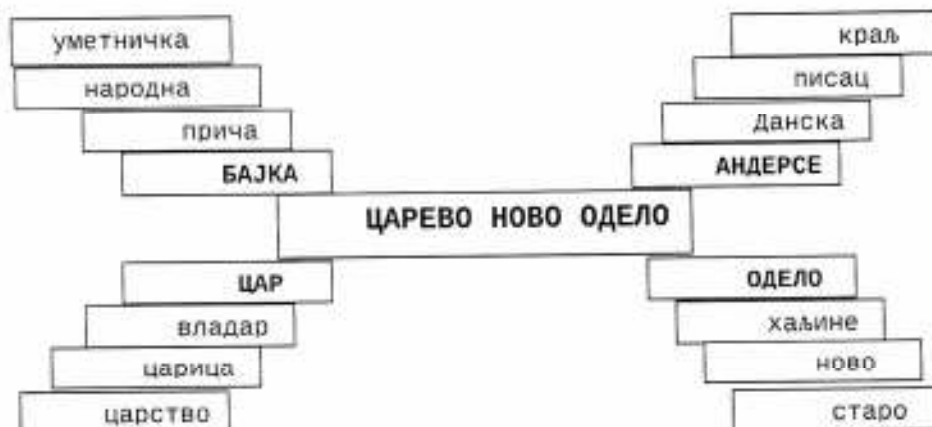 уметничка
народна
прича
БАЈКА
краљ
писац
Данска
АНДЕРСЕ
ЦАРЕВО НОВО ОДЕЛО
ЦАР
владар
царица
царство
ОДЕЛО
хаљине
ново
старо